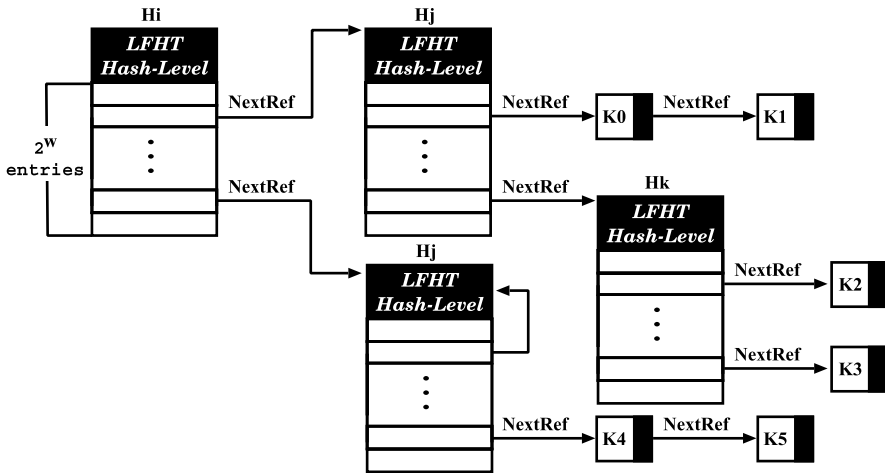 Hi
LFHT
Hash-Level
2^W
entries
NextRef
NextRef
Hj
LFHT
Hash-Level
NextRef
K0
NextRef
K1
NextRef
Hk
LFHT
Hash-Level
NextRef
K2
NextRef
K3
Hj
LFHT
Hash-Level
NextRef
K4
NextRef
K5